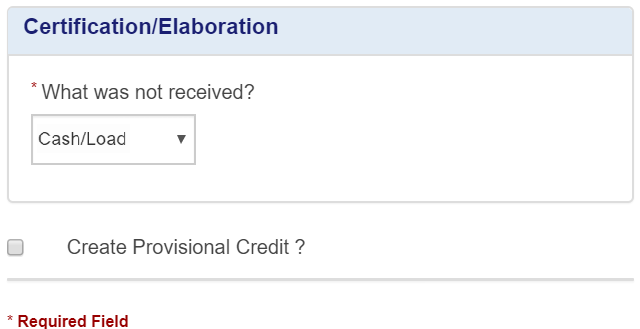 Certification/Elaboration
* What was not received?
Cash/Load
Create Provisional Credit ?
* Required Field